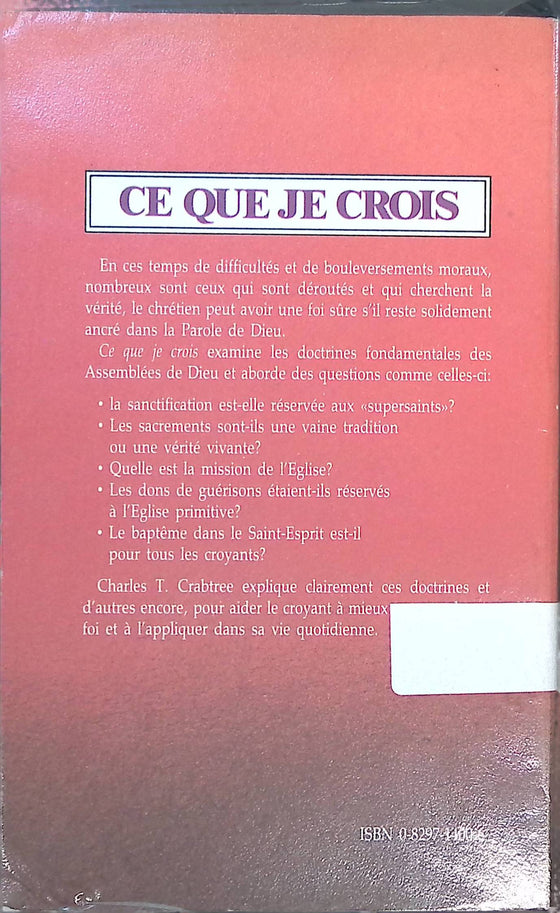 CE QUE JE CROIS
En ces temps de difficultés et de bouleversements moraux,
nombreux sont ceux qui sont déroutés et qui cherchent la
vérité, le chrétien peut avoir une foi sûre s'il reste solidement
ancré dans la Parole de Dieu.
Ce que je crois examine les doctrines fondamentales des
Assemblées de Dieu et aborde des questions comme celles-ci:
• la sanctification est-elle réservée aux «supersaints»?
• Les sacrements sont-ils une vaine tradition
ou une vérité vivante?
• Quelle est la mission de l'Eglise?
• Les dons de guérisons étaient-ils réservés
à l'Eglise primitive?
• Le baptême dans le Saint-Esprit est-il
pour tous les croyants?
Charles T. Crabtree explique clairement ces doctrines et
d'autres encore, pour aider le croyant à mieux
foi et à l'appliquer dans sa vie quotidienne.
ISBN 0-8297